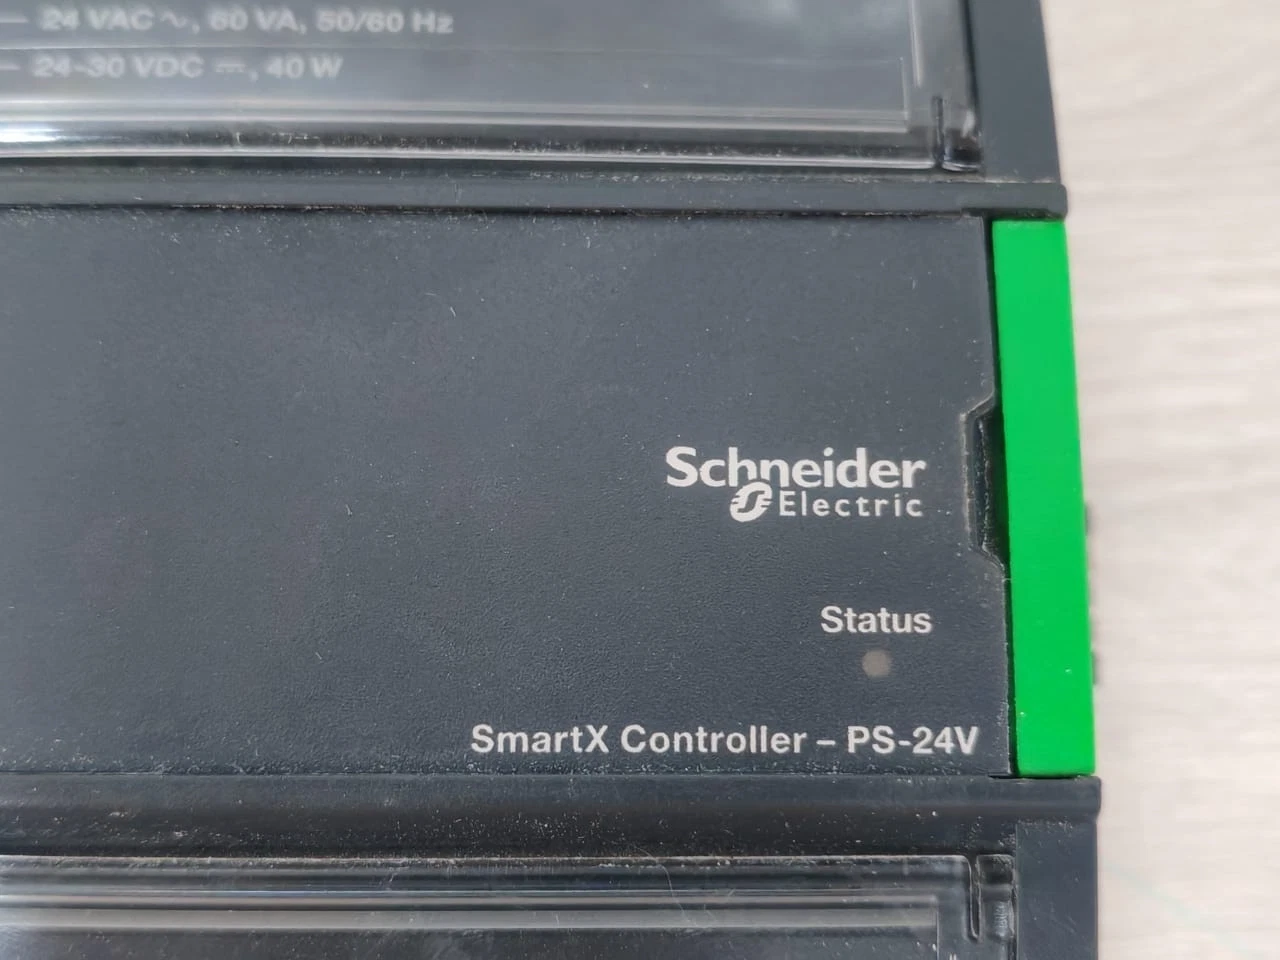 — 24 VAC ∿, 60 VA, 50/60 Hz
— 24-30 VDC ⎓, 40 W
Schneider
Electric
Status
SmartX Controller – PS-24V